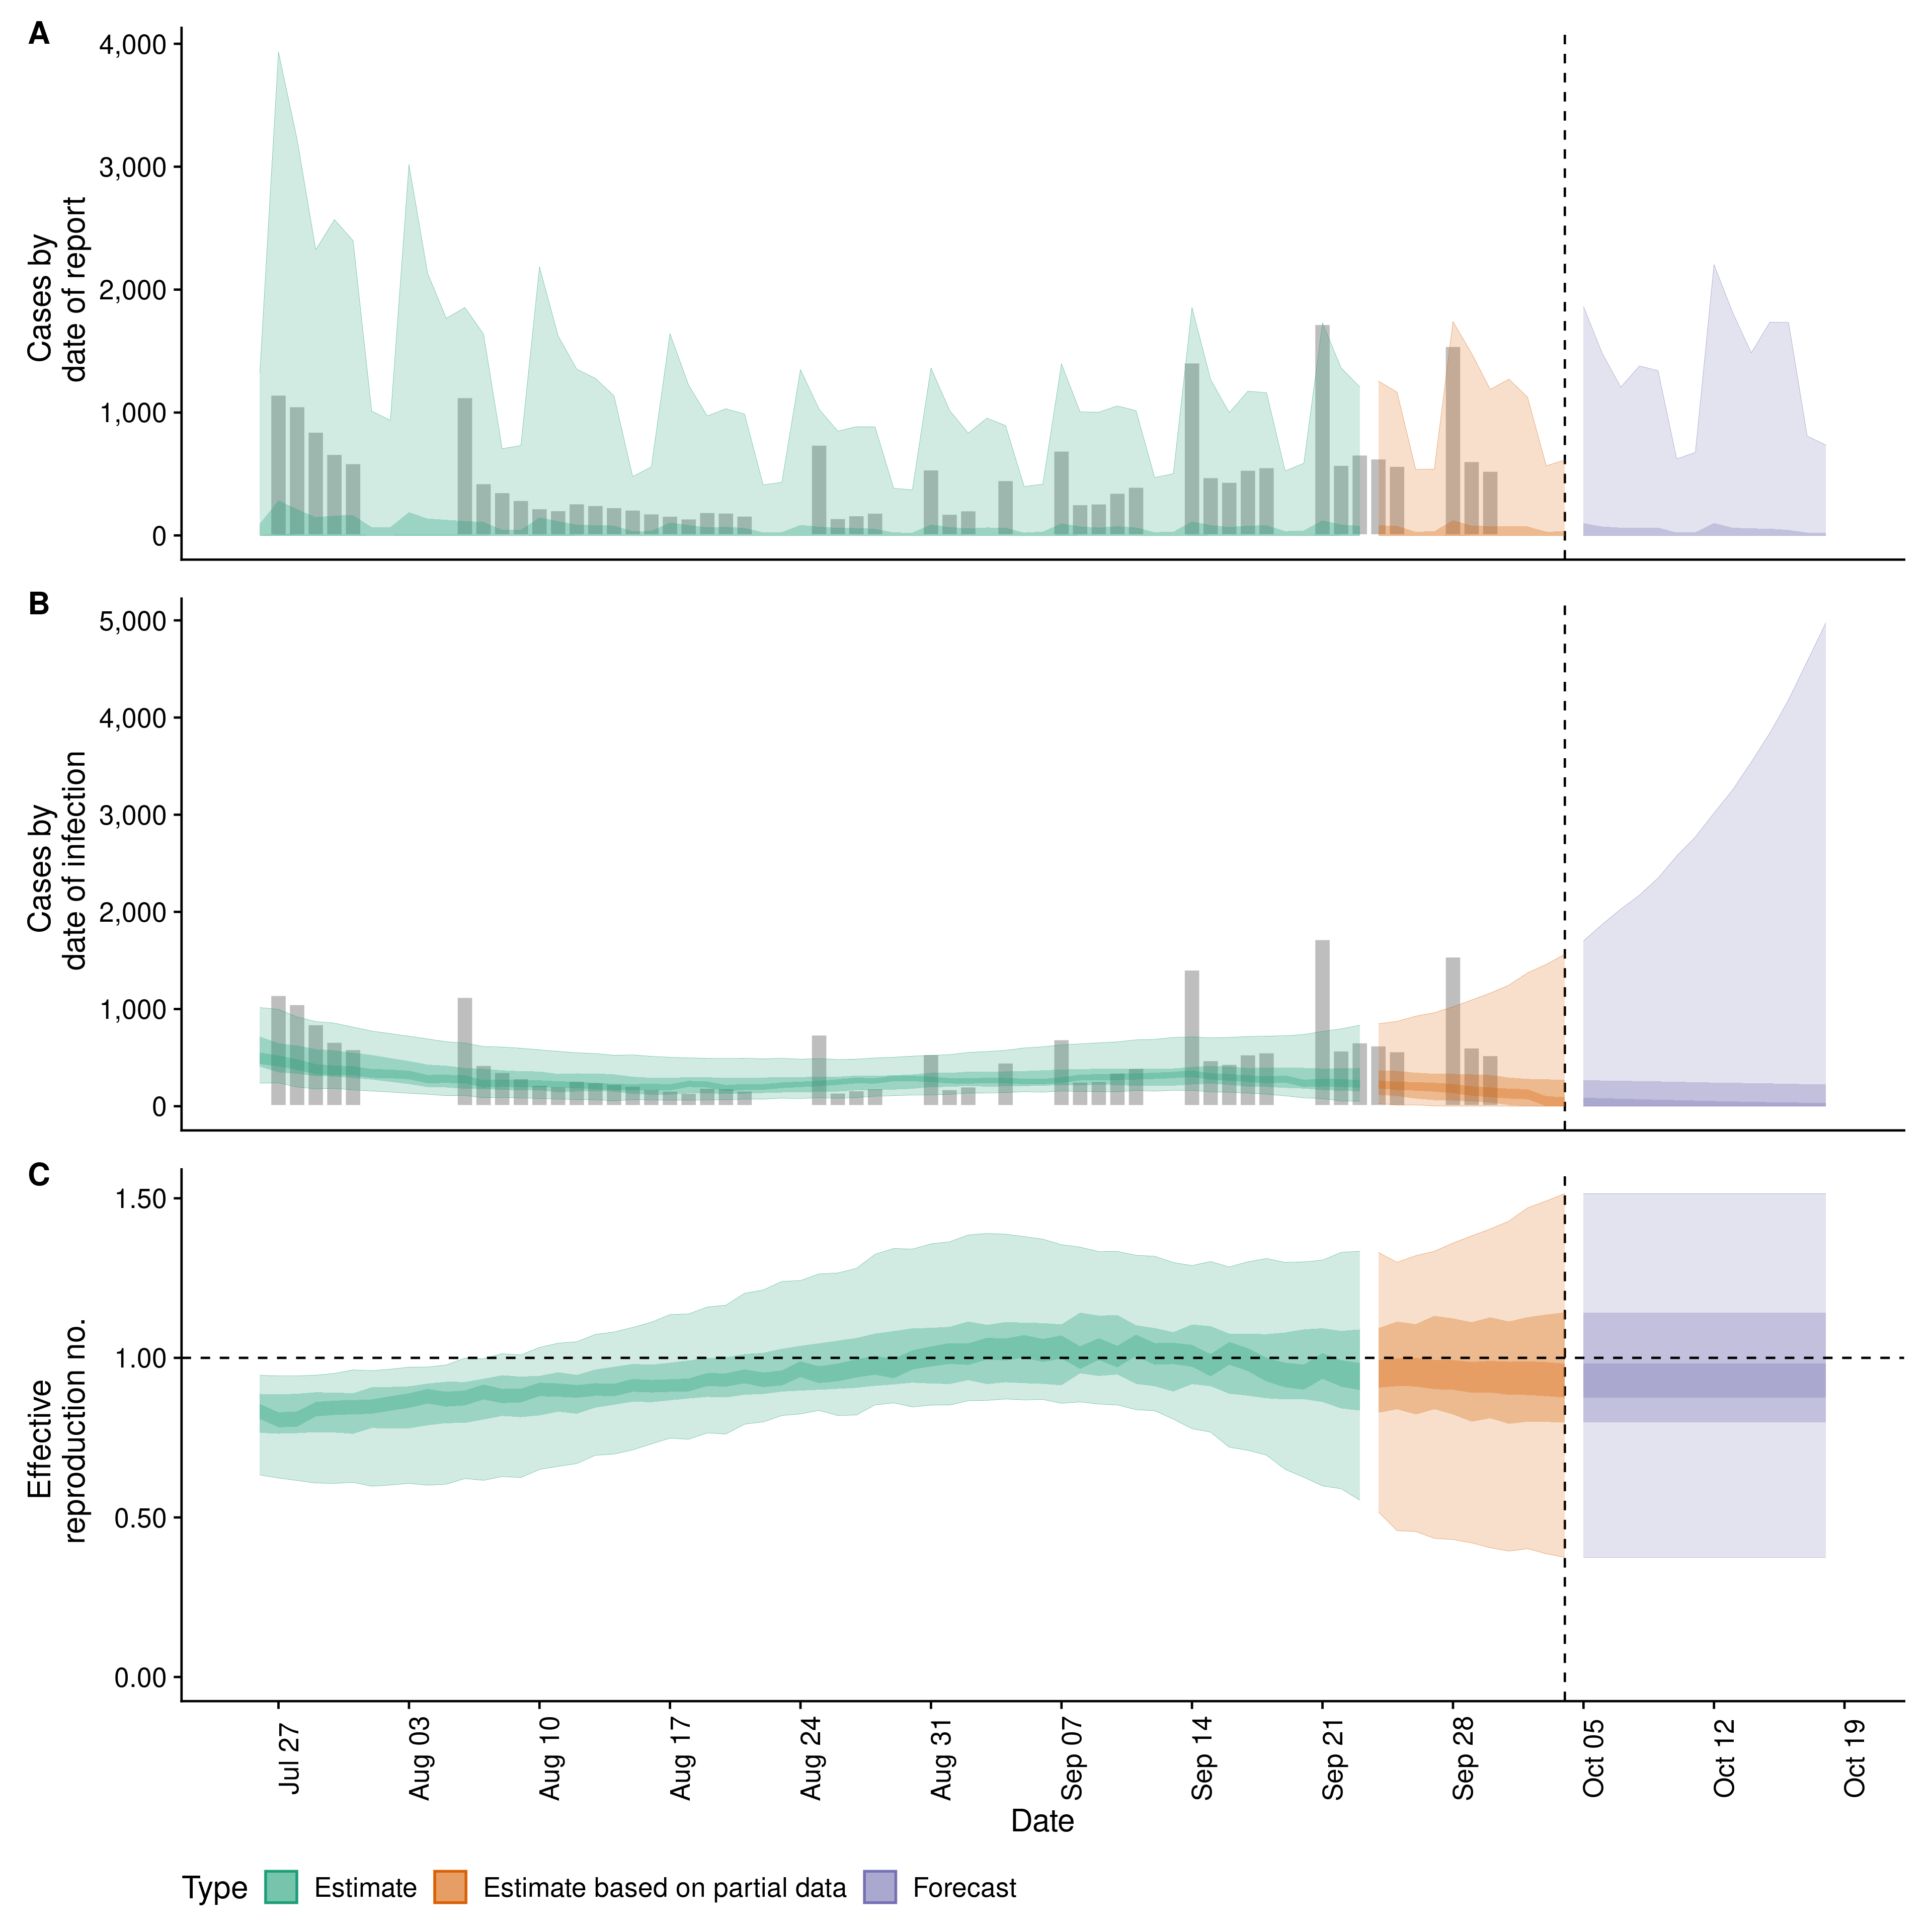 A
Cases by
date of report
4,000
3,000
2,000
1,000
0
B
Cases by
date of infection
5,000
4,000
3,000
2,000
1,000
0
C
Effective
reproduction no.
1.50
1.00
0.50
0.00
Jul 27
Aug 03
Aug 10
Aug 17
Aug 24
Aug 31
Sep 07
Sep 14
Sep 21
Sep 28
Oct 05
Oct 12
Oct 19
Date
Type Estimate Estimate based on partial data Forecast